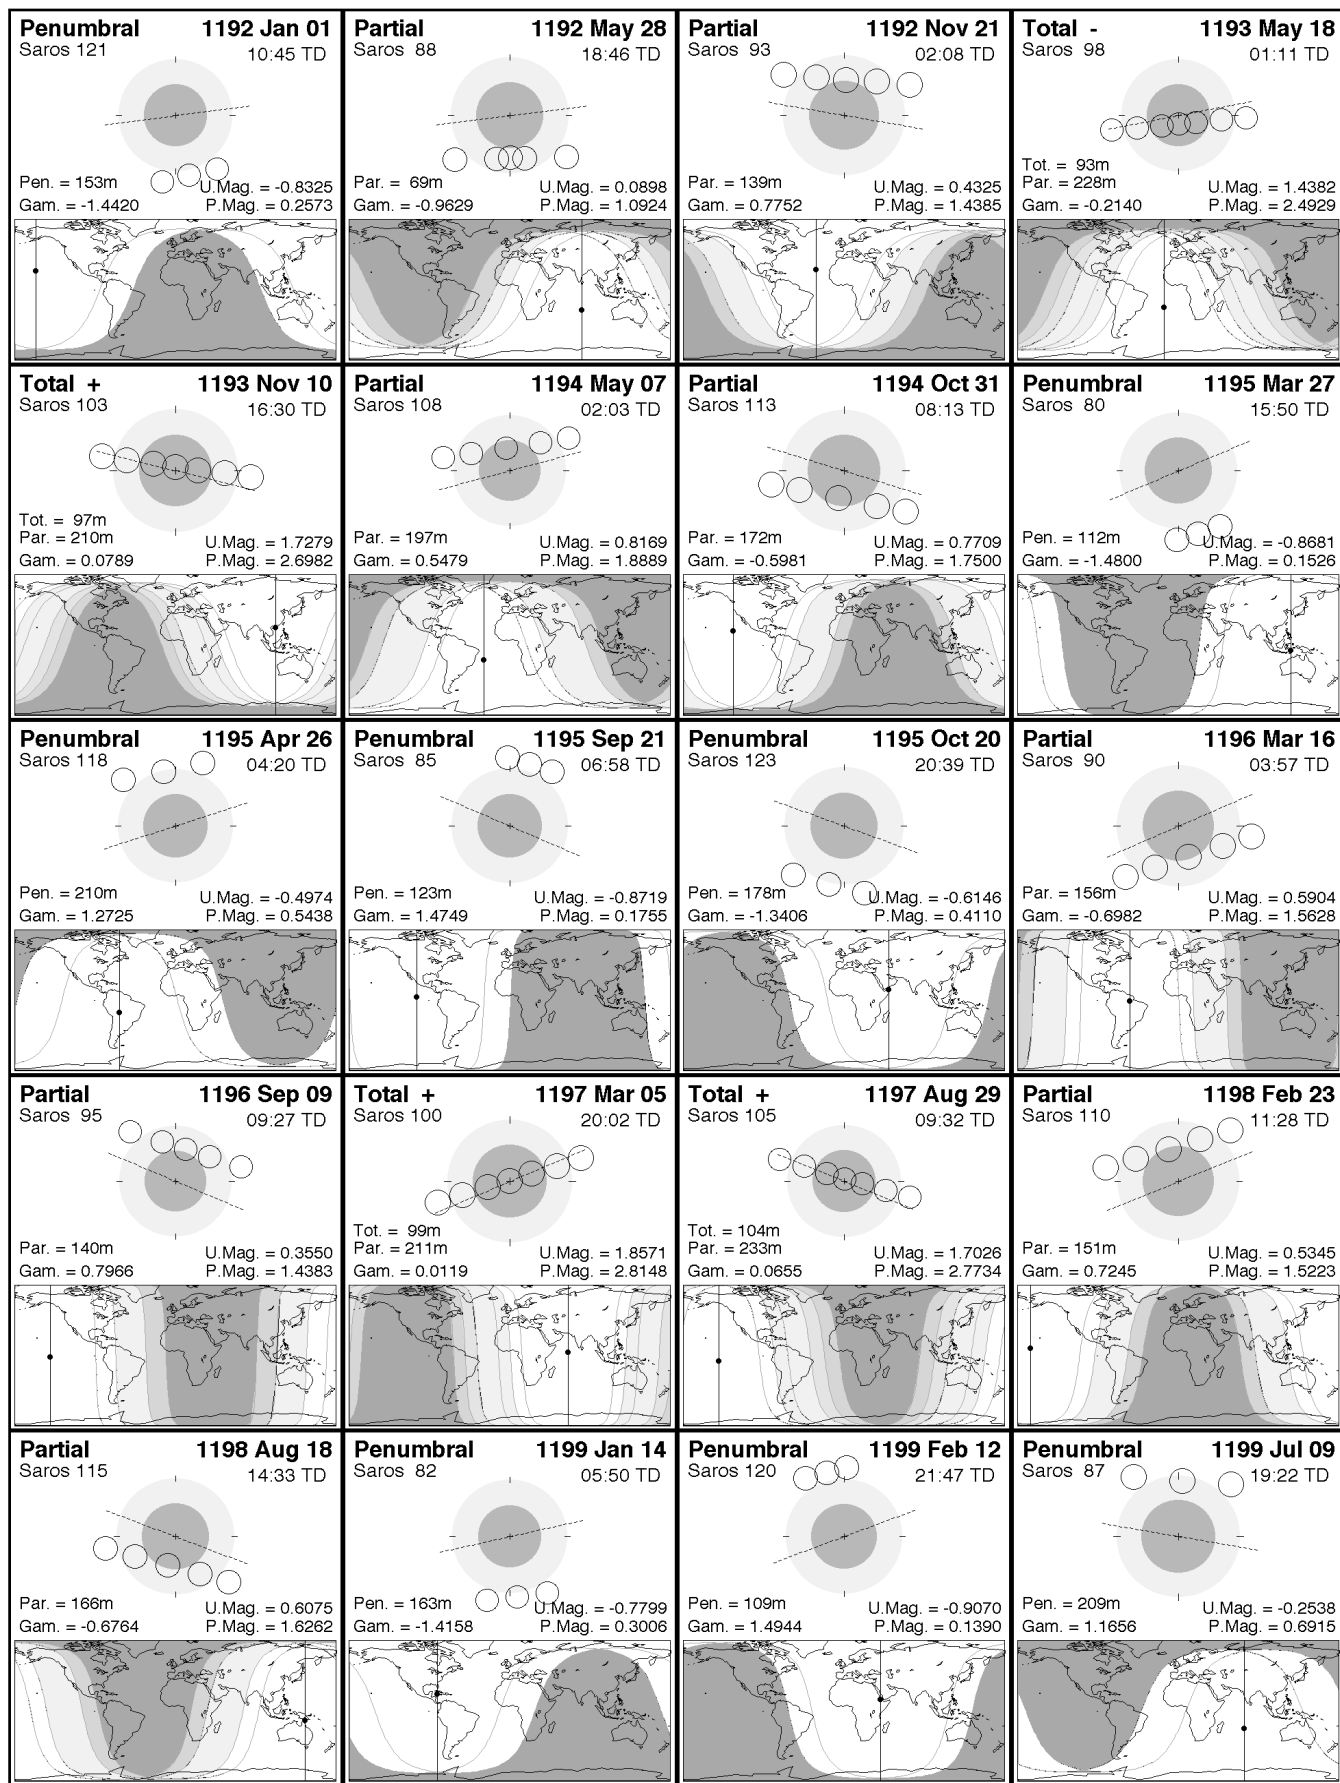 Penumbral 1192 Jan 01
Saros 121 10:45 TD
Pen. = 153m U.Mag. = -0.8325
Gam. = -1.4420 P.Mag. = 0.2573
Partial 1192 May 28
Saros 88 18:46 TD
Par. = 69m U.Mag. = 0.0898
Gam. = -0.9629 P.Mag. = 1.0924
Partial 1192 Nov 21
Saros 93 02:08 TD
Par. = 139m U.Mag. = 0.4325
Gam. = 0.7752 P.Mag. = 1.4385
Total - 1193 May 18
Saros 98 01:11 TD
Tot. = 93m
Par. = 228m U.Mag. = 1.4382
Gam. = -0.2140 P.Mag. = 2.4929
Total + 1193 Nov 10
Saros 103 16:30 TD
Tot. = 97m
Par. = 210m U.Mag. = 1.7279
Gam. = 0.0789 P.Mag. = 2.6982
Partial 1194 May 07
Saros 108 02:03 TD
Par. = 197m U.Mag. = 0.8169
Gam. = 0.5479 P.Mag. = 1.8889
Partial 1194 Oct 31
Saros 113 08:13 TD
Par. = 172m U.Mag. = 0.7709
Gam. = -0.5981 P.Mag. = 1.7500
Penumbral 1195 Mar 27
Saros 80 15:50 TD
Pen. = 112m U.Mag. = -0.8681
Gam. = -1.4800 P.Mag. = 0.1526
Penumbral 1195 Apr 26
Saros 118 04:20 TD
Pen. = 210m U.Mag. = -0.4974
Gam. = 1.2725 P.Mag. = 0.5438
Penumbral 1195 Sep 21
Saros 85 06:58 TD
Pen. = 123m U.Mag. = -0.8719
Gam. = 1.4749 P.Mag. = 0.1755
Penumbral 1195 Oct 20
Saros 123 20:39 TD
Pen. = 178m U.Mag. = -0.6146
Gam. = -1.3406 P.Mag. = 0.4110
Partial 1196 Mar 16
Saros 90 03:57 TD
Par. = 156m U.Mag. = 0.5904
Gam. = -0.6982 P.Mag. = 1.5628
Partial 1196 Sep 09
Saros 95 09:27 TD
Par. = 140m U.Mag. = 0.3550
Gam. = 0.7966 P.Mag. = 1.4383
Total + 1197 Mar 05
Saros 100 20:02 TD
Tot. = 99m
Par. = 211m U.Mag. = 1.8571
Gam. = 0.0119 P.Mag. = 2.8148
Total + 1197 Aug 29
Saros 105 09:32 TD
Tot. = 104m
Par. = 233m U.Mag. = 1.7026
Gam. = 0.0655 P.Mag. = 2.7734
Partial 1198 Feb 23
Saros 110 11:28 TD
Par. = 151m U.Mag. = 0.5345
Gam. = 0.7245 P.Mag. = 1.5223
Partial 1198 Aug 18
Saros 115 14:33 TD
Par. = 166m U.Mag. = 0.6075
Gam. = -0.6764 P.Mag. = 1.6262
Penumbral 1199 Jan 14
Saros 82 05:50 TD
Pen. = 163m U.Mag. = -0.7799
Gam. = -1.4158 P.Mag. = 0.3006
Penumbral 1199 Feb 12
Saros 120 21:47 TD
Pen. = 109m U.Mag. = -0.9070
Gam. = 1.4944 P.Mag. = 0.1390
Penumbral 1199 Jul 09
Saros 87 19:22 TD
Pen. = 209m U.Mag. = -0.2538
Gam. = 1.1656 P.Mag. = 0.6915